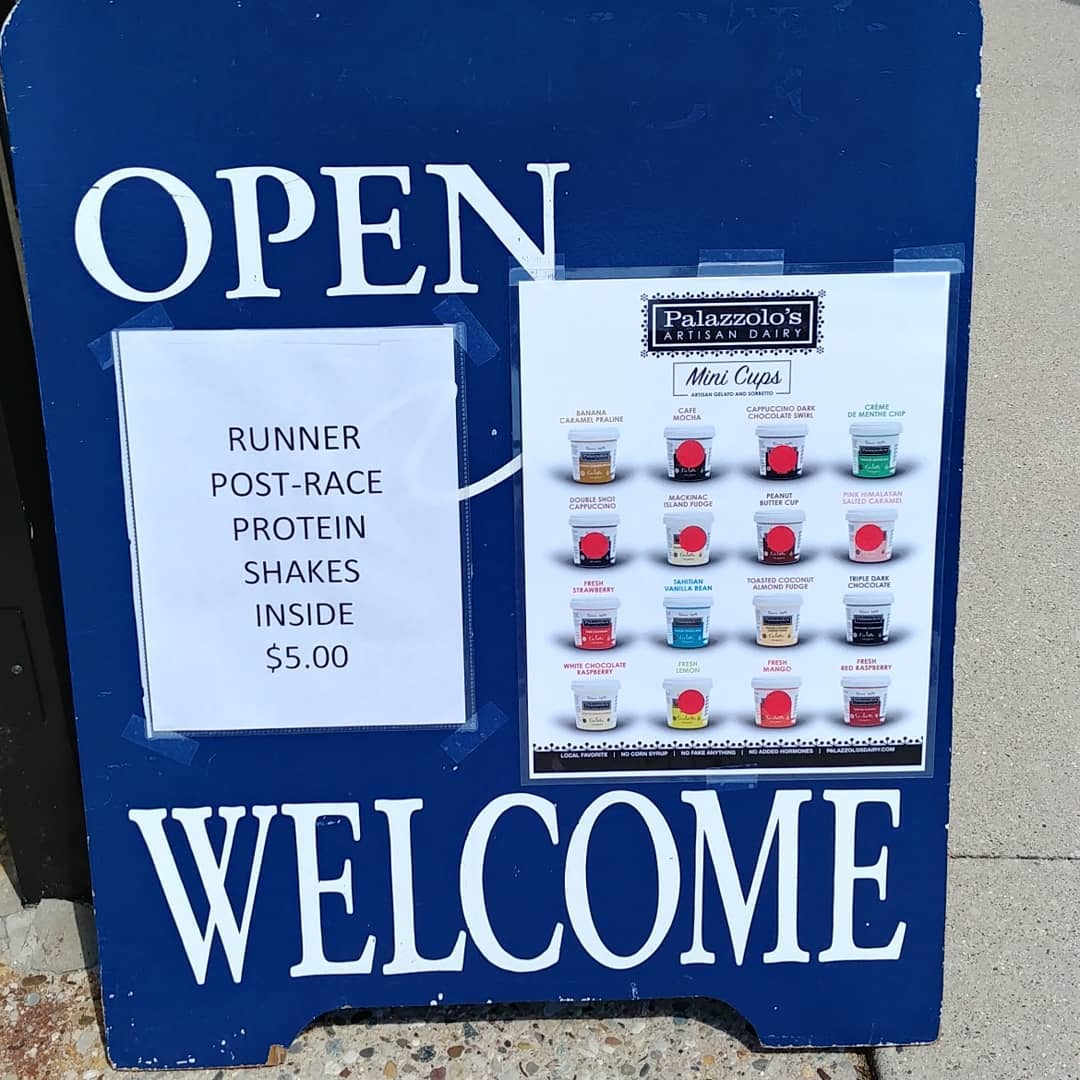 OPEN
RUNNER
POST-RACE
PROTEIN
SHAKES
INSIDE
$5.00
Palazzolo's
ARTISAN DAIRY
Mini Cups
ARTISAN GELATO AND SORBETTO
BANANA
CARAMEL PRALINE
CAFE
MOCHA
CAPPUCCINO DARK
CHOCOLATE SWIRL
CRÈME
DE MENTHE CHIP
DOUBLE SHOT
CAPPUCCINO
MACKINAC
ISLAND FUDGE
PEANUT
BUTTER CUP
PINK HIMALAYAN
SALTED CARAMEL
FRESH
STRAWBERRY
TAHITIAN
VANILLA BEAN
TOASTED COCONUT
ALMOND FUDGE
TRIPLE DARK
CHOCOLATE
WHITE CHOCOLATE
RASPBERRY
FRESH
LEMON
FRESH
MANGO
FRESH
RED RASPBERRY
LOCAL FAVORITE | NO CORN SYRUP | NO FAKE ANYTHING | NO ADDED HORMONES | PALAZZOLOSDAIRY.COM
WELCOME